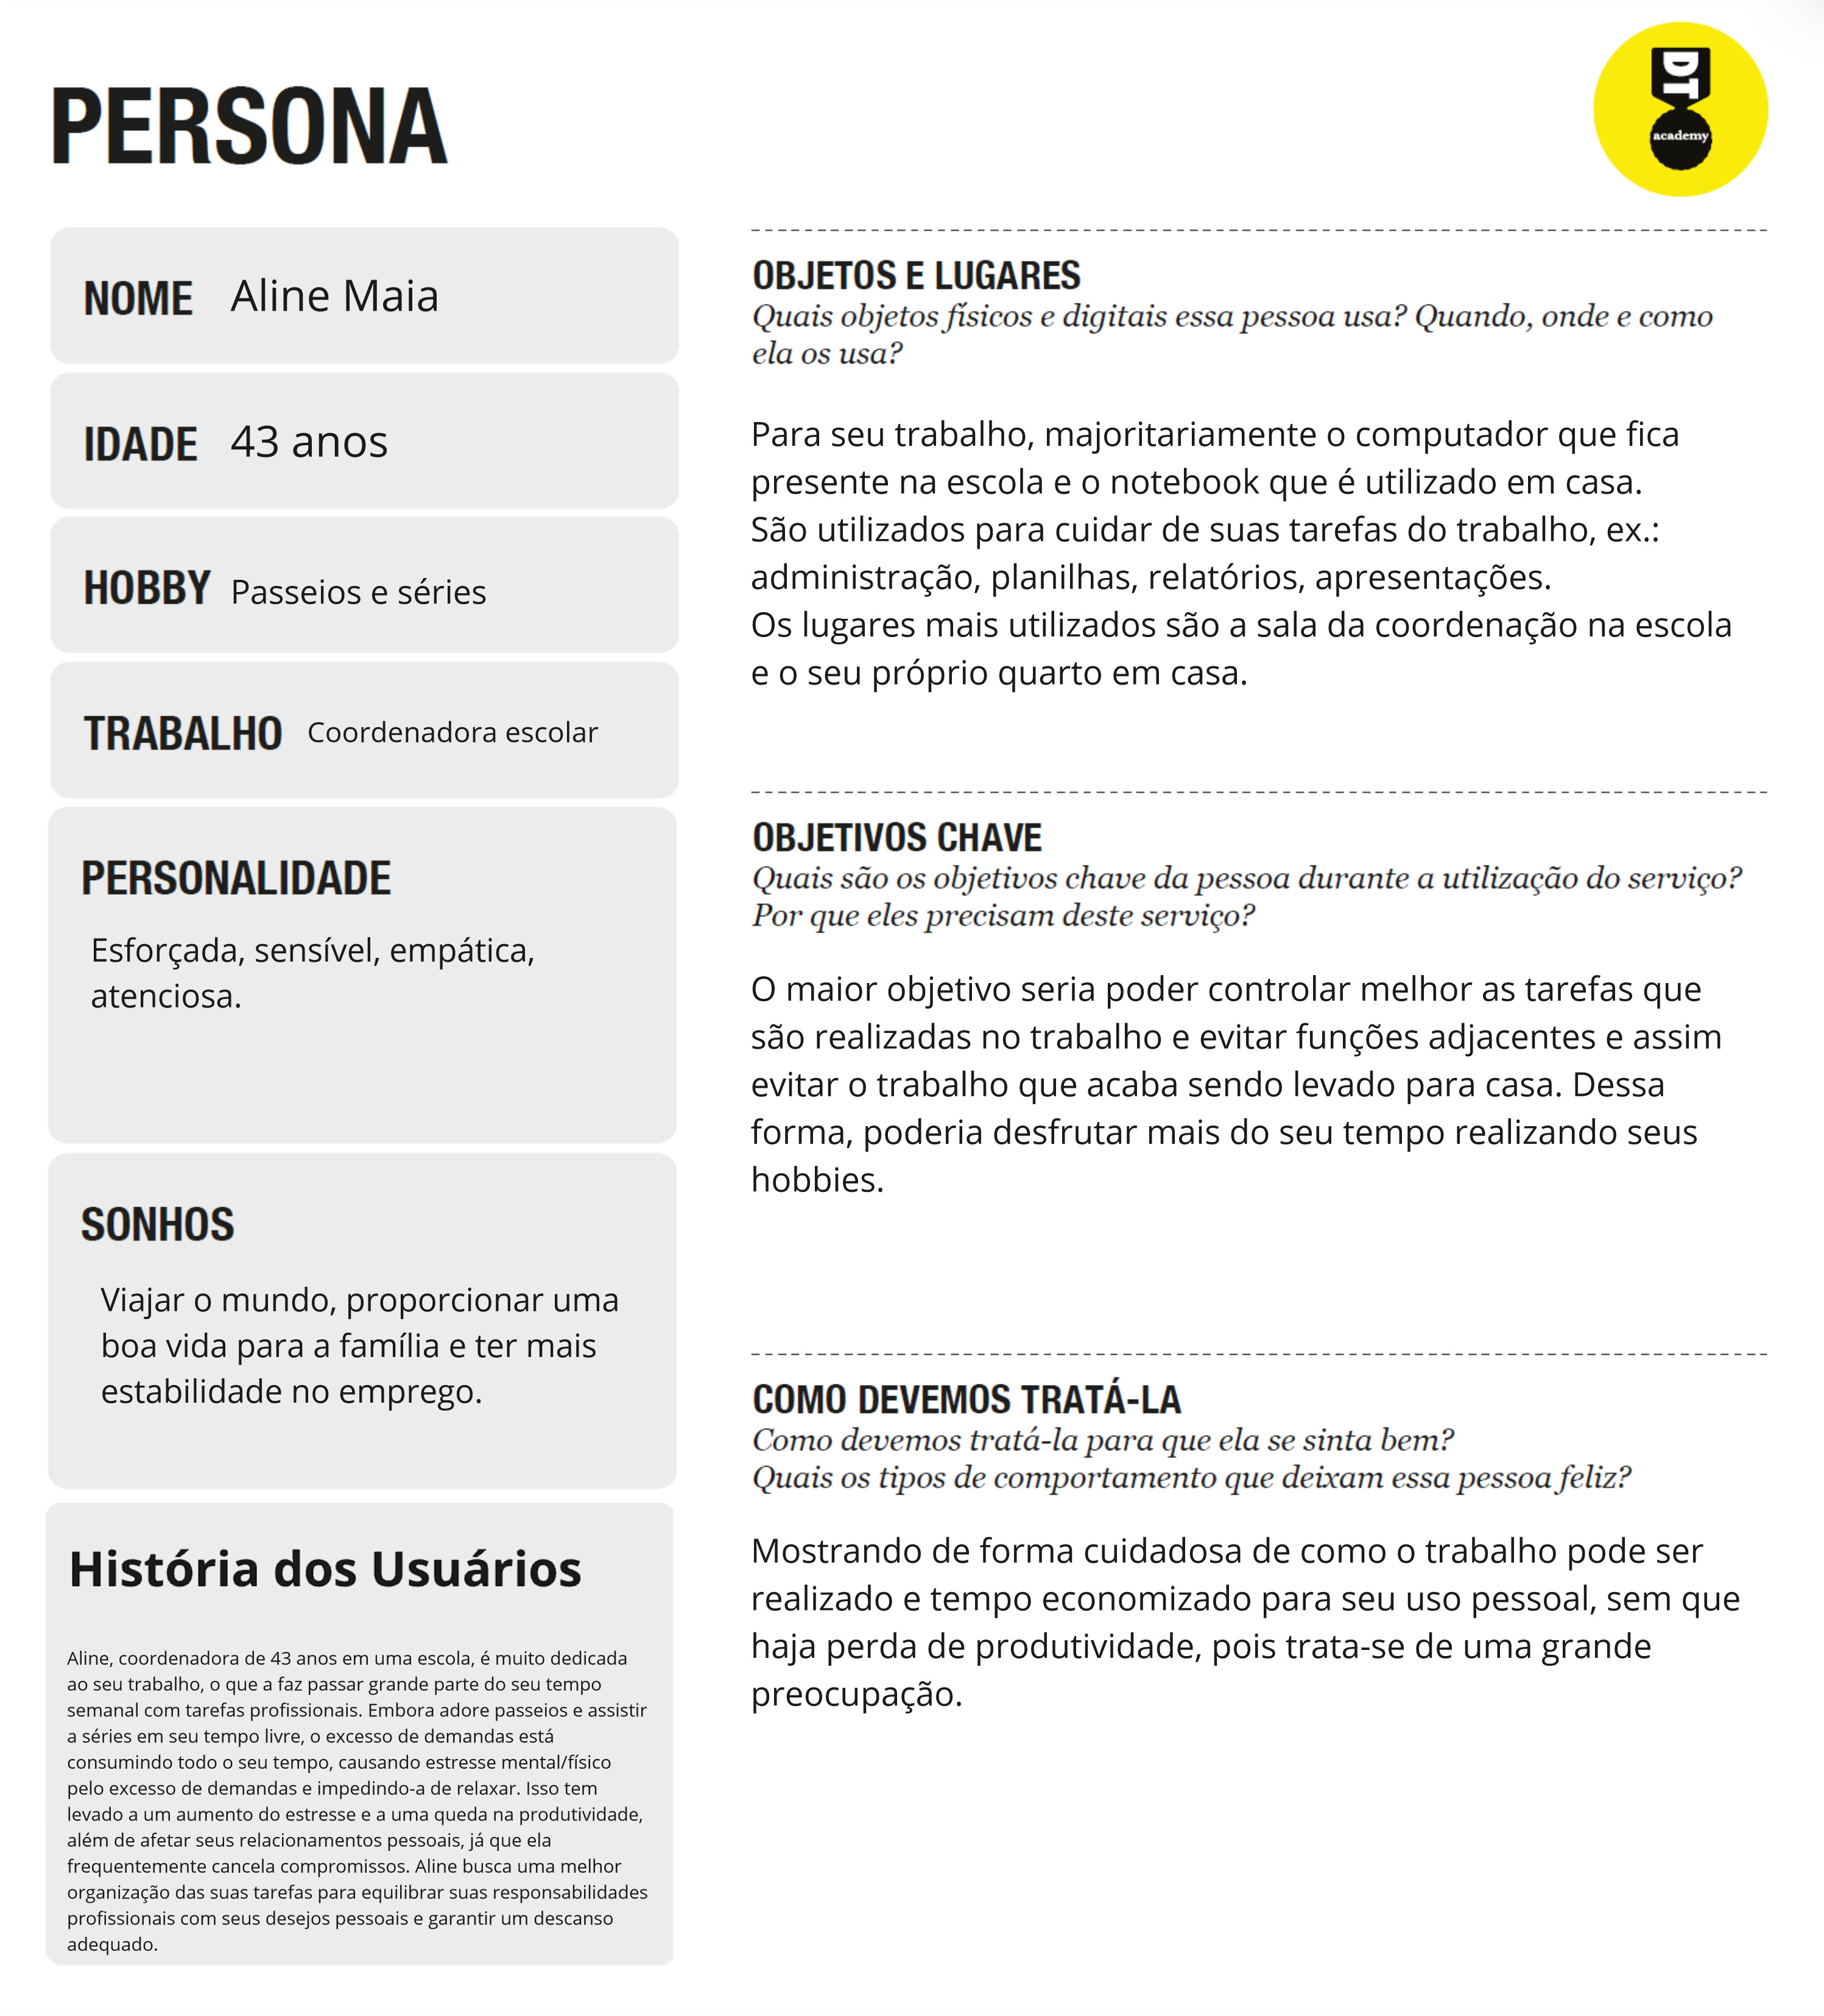 PERSONA
DT
academy
NOME Aline Maia
IDADE 43 anos
HOBBY Passeios e séries
TRABALHO Coordenadora escolar
PERSONALIDADE
Esforçada, sensível, empática,
atenciosa.
SONHOS
Viajar o mundo, proporcionar uma
boa vida para a família e ter mais
estabilidade no emprego.
História dos Usuários
Aline, coordenadora de 43 anos em uma escola, é muito dedicada
ao seu trabalho, o que a faz passar grande parte do seu tempo
semanal com tarefas profissionais. Embora adore passeios e assistir
a séries em seu tempo livre, o excesso de demandas está
consumindo todo o seu tempo, causando estresse mental/físico
pelo excesso de demandas e impedindo-a de relaxar. Isso tem
levado a um aumento do estresse e a uma queda na produtividade,
além de afetar seus relacionamentos pessoais, já que ela
frequentemente cancela compromissos. Aline busca uma melhor
organização das suas tarefas para equilibrar suas responsabilidades
profissionais com seus desejos pessoais e garantir um descanso
adequado.
OBJETOS E LUGARES
Quais objetos físicos e digitais essa pessoa usa? Quando, onde e como
ela os usa?
Para seu trabalho, majoritariamente o computador que fica
presente na escola e o notebook que é utilizado em casa.
São utilizados para cuidar de suas tarefas do trabalho, ex.:
administração, planilhas, relatórios, apresentações.
Os lugares mais utilizados são a sala da coordenação na escola
e o seu próprio quarto em casa.
OBJETIVOS CHAVE
Quais são os objetivos chave da pessoa durante a utilização do serviço?
Por que eles precisam deste serviço?
O maior objetivo seria poder controlar melhor as tarefas que
são realizadas no trabalho e evitar funções adjacentes e assim
evitar o trabalho que acaba sendo levado para casa. Dessa
forma, poderia desfrutar mais do seu tempo realizando seus
hobbies.
COMO DEVEMOS TRATÁ-LA
Como devemos tratá-la para que ela se sinta bem?
Quais os tipos de comportamento que deixam essa pessoa feliz?
Mostrando de forma cuidadosa de como o trabalho pode ser
realizado e tempo economizado para seu uso pessoal, sem que
haja perda de produtividade, pois trata-se de uma grande
preocupação.